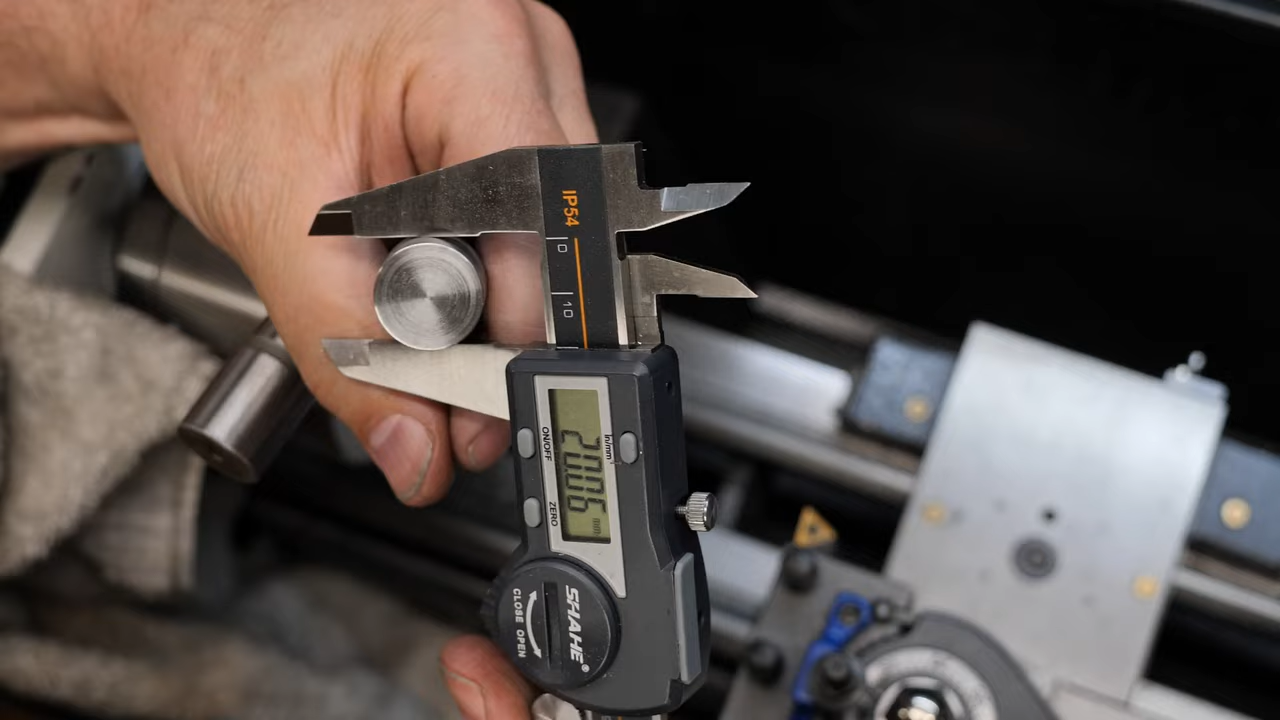 IP54
0
10
in/mm
ON/OFF
20.06 mm
ZERO
SHAHE®
CLOSE OPEN